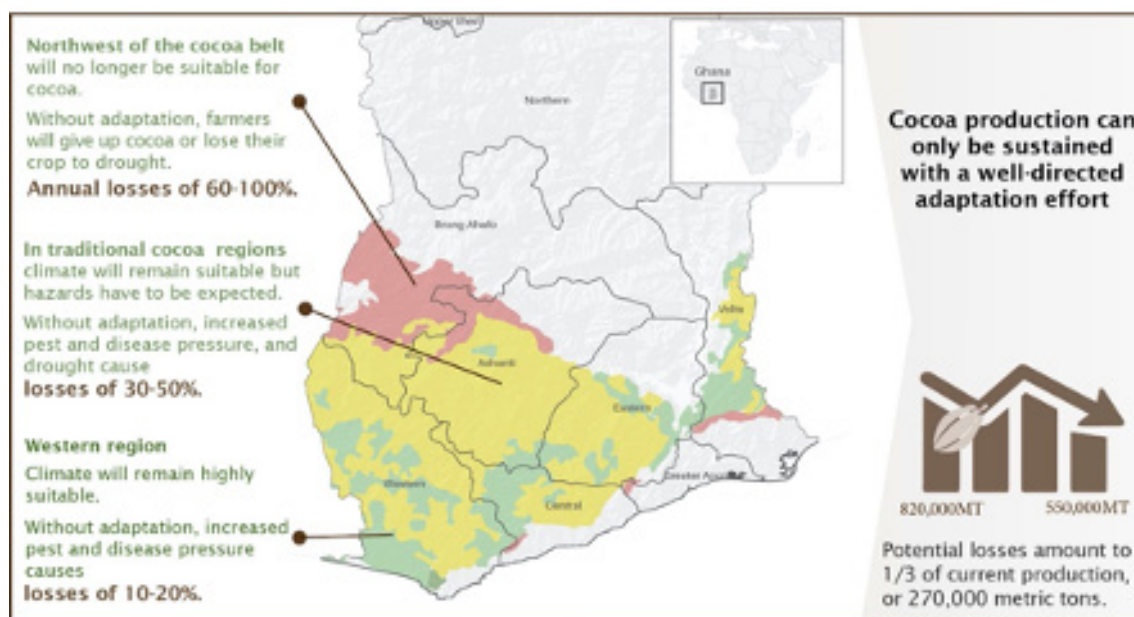 Northwest of the cocoa belt
will no longer be suitable for
cocoa.
Without adaptation, farmers
will give up cocoa or lose their
crop to drought.
Annual losses of 60-100%.
In traditional cocoa regions
climate will remain suitable but
hazards have to be expected.
Without adaptation, increased
pest and disease pressure, and
drought cause
losses of 30-50%.
Western region
Climate will remain highly
suitable.
Without adaptation, increased
pest and disease pressure
causes
losses of 10-20%.
Northern
Brong Ahafo
Ashanti
Volta
Eastern
Western
Central
Greater Accra
Ghana
Cocoa production can
only be sustained
with a well-directed
adaptation effort
820,000MT
550,000MT
Potential losses amount to
1/3 of current production,
or 270,000 metric tons.